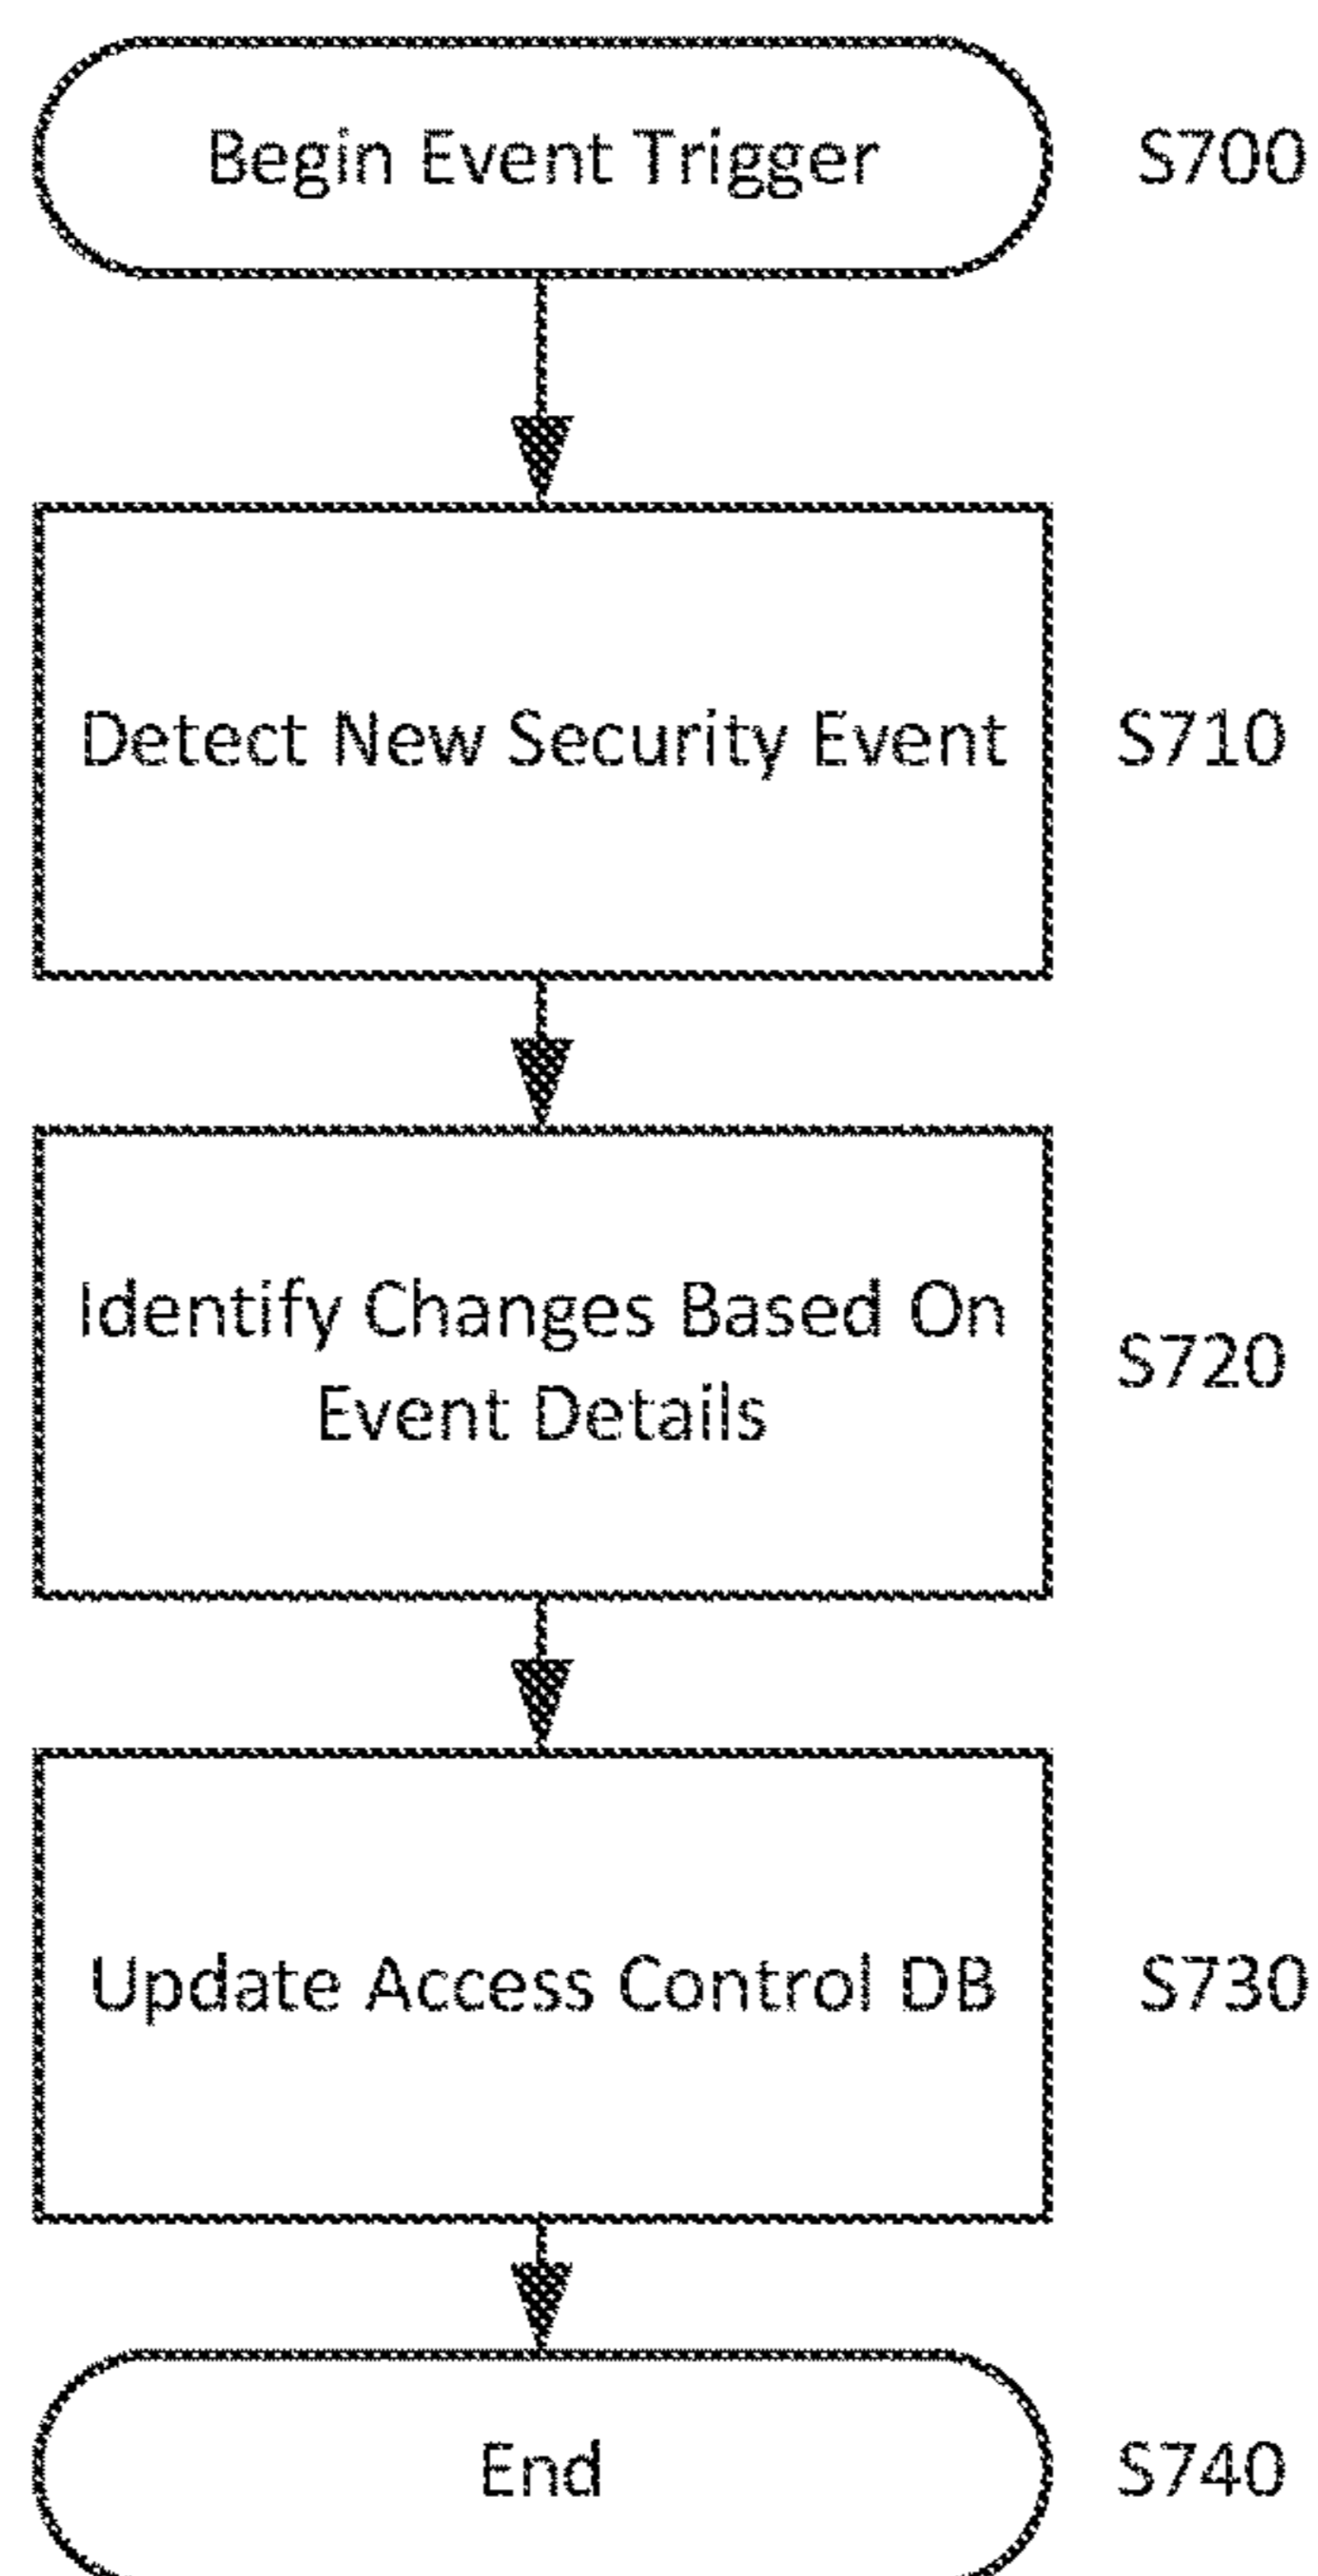 Begin Event Trigger S700
Detect New Security Event S710
Identify Changes Based On
Event Details
S720
Update Access Control DB S730
End S740